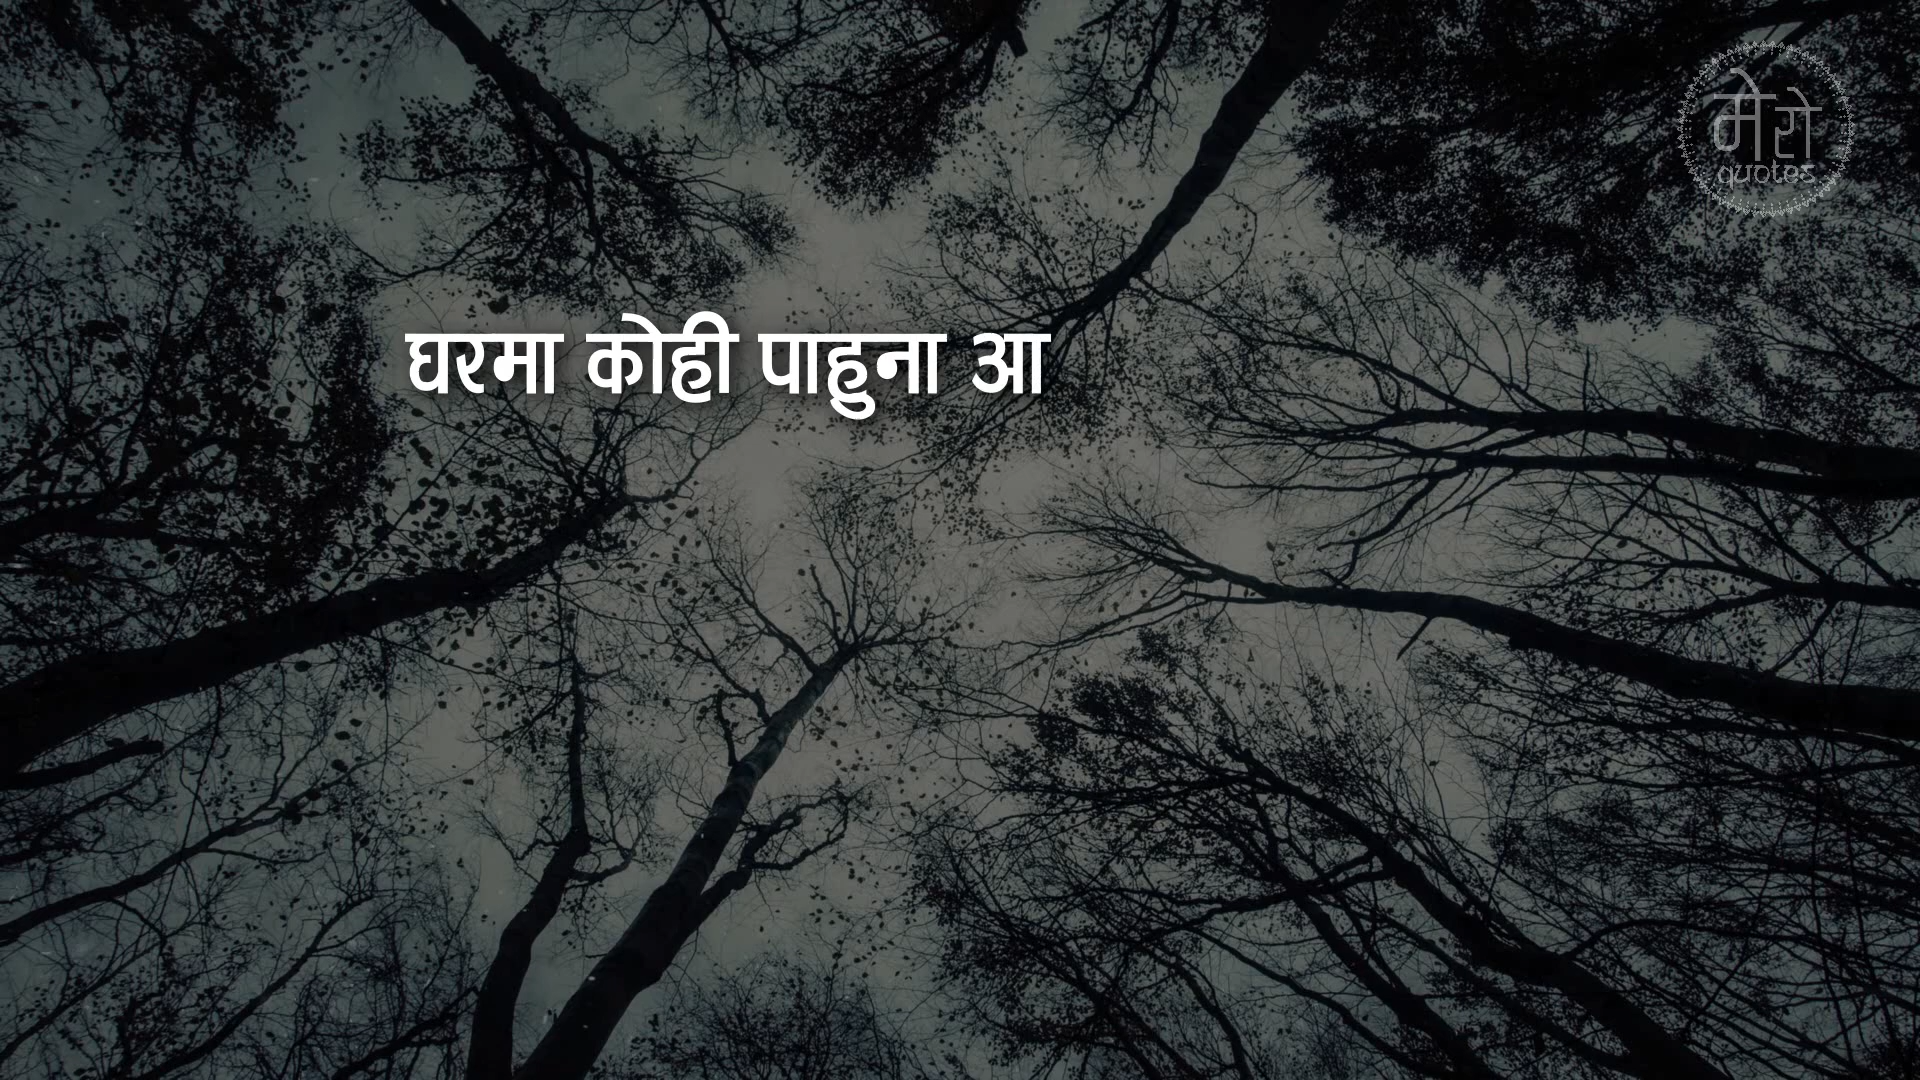 मेरो
quotes
घरमा कोही पाहुना आ